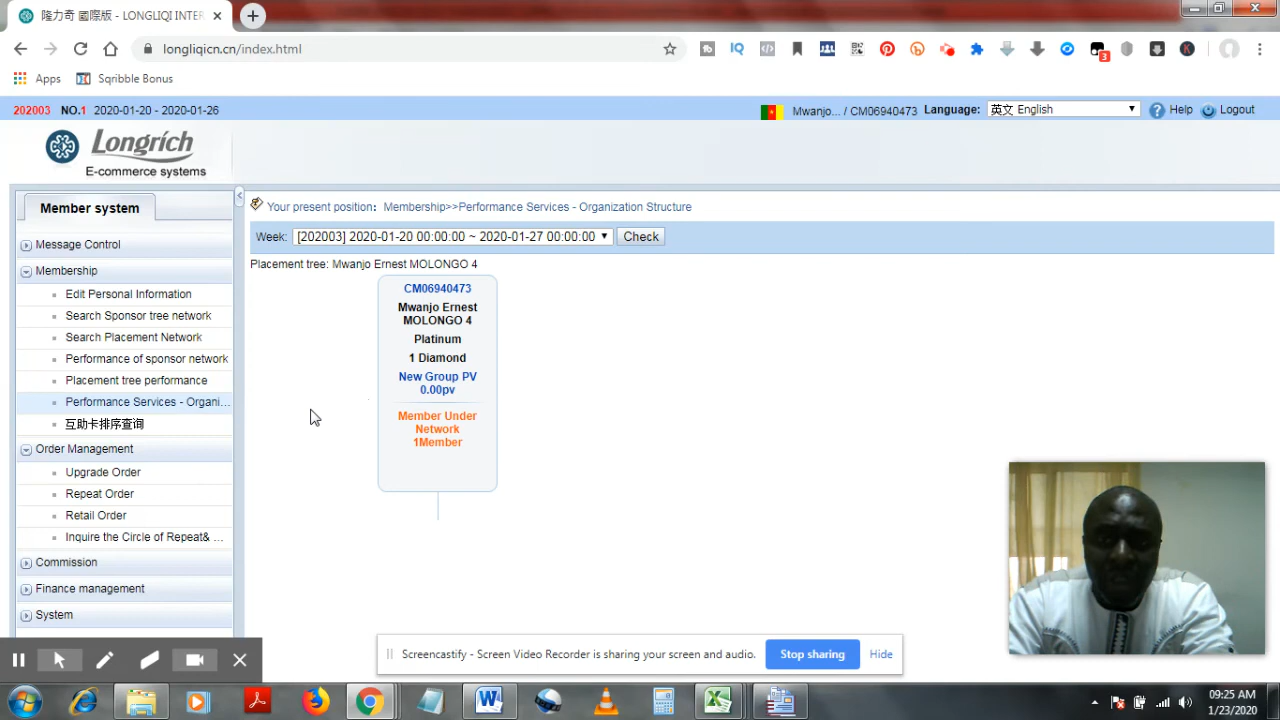 隆力奇 國際版 - LONGLIQI INTER
longliqicn.cn/index.html
3
Apps
Sqribble Bonus
202003 NO.1 2020-01-20 - 2020-01-26
Mwanjo... / CM06940473
Language:
英文 English
Help
Logout
Longrich
E-commerce systems
Member system
Message Control
Membership
Edit Personal Information
Search Sponsor tree network
Search Placement Network
Performance of sponsor network
Placement tree performance
Performance Services - Organi...
互助卡排序查询
Order Management
Upgrade Order
Repeat Order
Retail Order
Inquire the Circle of Repeat& ...
Commission
Finance management
System
Your present position: Membership>>Performance Services - Organization Structure
Week: [202003] 2020-01-20 00:00:00 ~ 2020-01-27 00:00:00 Check
Placement tree: Mwanjo Ernest MOLONGO 4
CM06940473
Mwanjo Ernest
MOLONGO 4
Platinum
1 Diamond
New Group PV
0.00pv
Member Under
Network
1Member
Screencastify - Screen Video Recorder is sharing your screen and audio.
Stop sharing
Hide
09:25 AM
1/23/2020